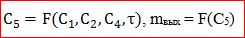 C₅ = F(C₁,C₂,C₄,τ), mвых = F(C₅)